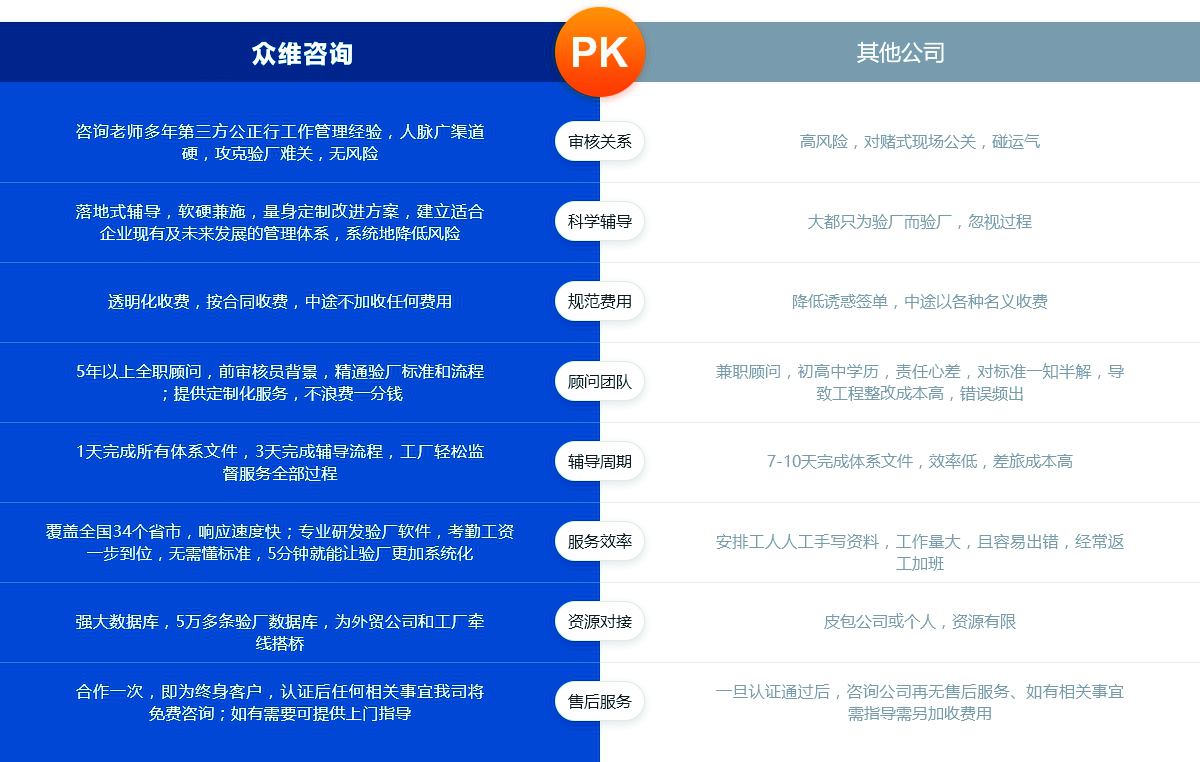 众维咨询
PK
其他公司
咨询老师多年第三方公正行工作管理经验，人脉广渠道
硬，攻克验厂难关，无风险
审核关系
高风险，对赌式现场公关，碰运气
落地式辅导，软硬兼施，量身定制改进方案，建立适合
企业现有及未来发展的管理体系，系统地降低风险
科学辅导
大都只为验厂而验厂，忽视过程
透明化收费，按合同收费，中途不加收任何费用
规范费用
降低诱惑签单，中途以各种名义收费
5年以上全职顾问，前审核员背景，精通验厂标准和流程
；提供定制化服务，不浪费一分钱
顾问团队
兼职顾问，初高中学历，责任心差，对标准一知半解，导
致工程整改成本高，错误频出
1天完成所有体系文件，3天完成辅导流程，工厂轻松监
督服务全部过程
辅导周期
7-10天完成体系文件，效率低，差旅成本高
覆盖全国34个省市，响应速度快；专业研发验厂软件，考勤工资
一步到位，无需懂标准，5分钟就能让验厂更加系统化
服务效率
安排工人人工手写资料，工作量大，且容易出错，经常返
工加班
强大数据库，5万多条验厂数据库，为外贸公司和工厂牵
线搭桥
资源对接
皮包公司或个人，资源有限
合作一次，即为终身客户，认证后任何相关事宜我司将
免费咨询；如有需要可提供上门指导
售后服务
一旦认证通过后，咨询公司再无售后服务、如有相关事宜
需指导需另加收费用